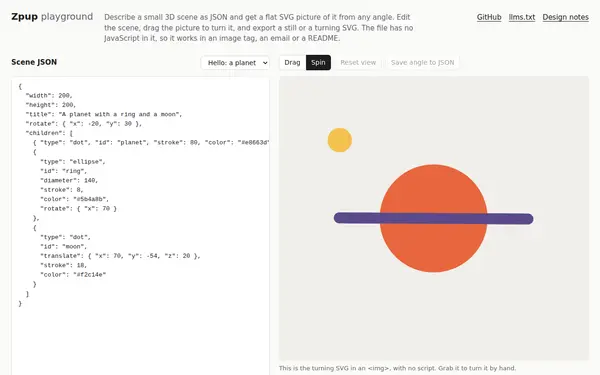 Zpup playground
Describe a small 3D scene as JSON and get a flat SVG picture of it from any angle. Edit
the scene, drag the picture to turn it, and export a still or a turning SVG. The file has no
JavaScript in it, so it works in an image tag, an email or a README.
GitHub llms.txt Design notes
Scene JSON
Hello: a planet
Drag Spin Reset view Save angle to JSON
{
"width": 200,
"height": 200,
"title": "A planet with a ring and a moon",
"rotate": { "x": -20, "y": 30 },
"children": [
{ "type": "dot", "id": "planet", "stroke": 80, "color": "#e8663d"
{
"type": "ellipse",
"id": "ring",
"diameter": 140,
"stroke": 8,
"color": "#5b4a8b",
"rotate": { "x": 70 }
},
{
"type": "dot",
"id": "moon",
"translate": { "x": 70, "y": -54, "z": 20 },
"stroke": 18,
"color": "#f2c14e"
}
]
}
This is the turning SVG in an <img>, with no script. Grab it to turn it by hand.